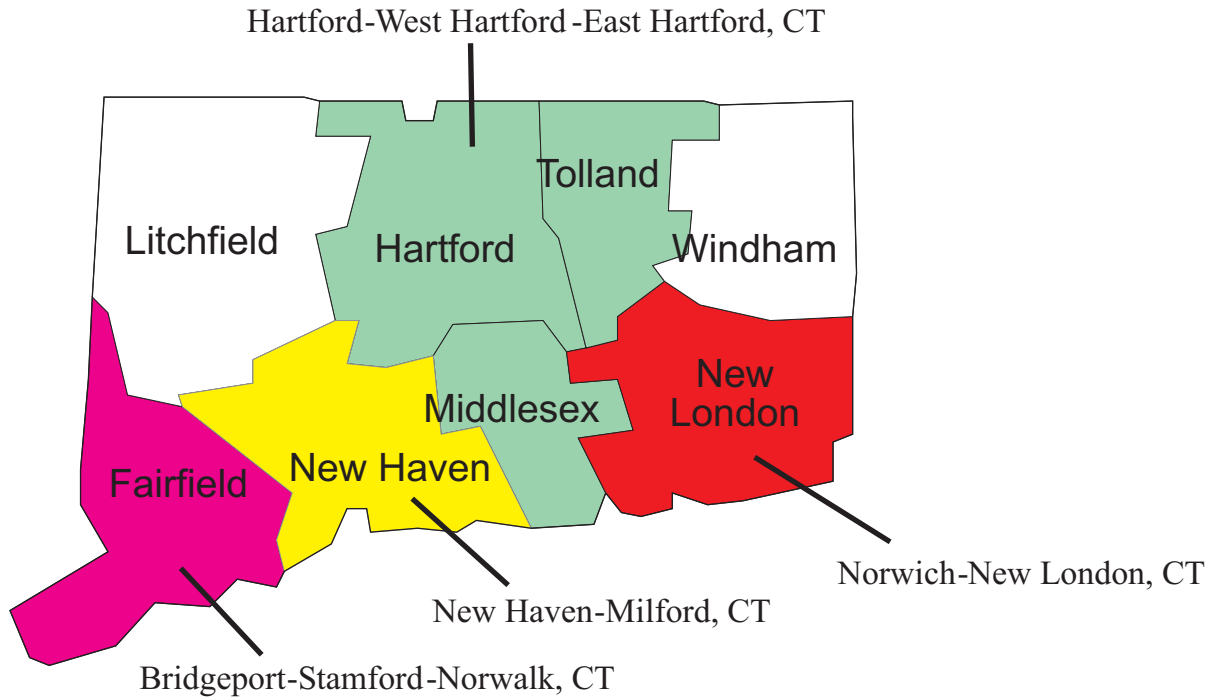 Hartford-West Hartford-East Hartford, CT
Tolland
Litchfield
Hartford
Windham
New
London
Middlesex
New Haven
Fairfield
Norwich-New London, CT
New Haven-Milford, CT
Bridgeport-Stamford-Norwalk, CT